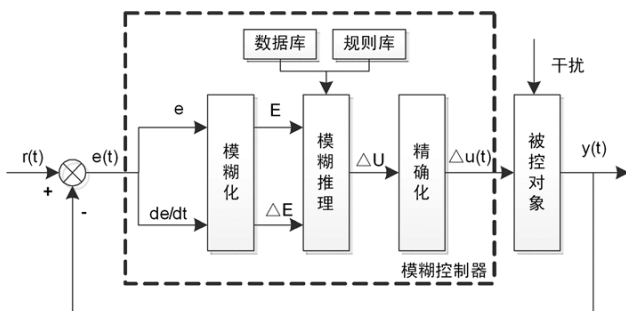 数据库
规则库
干扰
e
E
r(t)
e(t)
模糊化
模糊推理
△U
精确化
△u(t)
被控对象
y(t)
+
-
de/dt
△E
模糊控制器